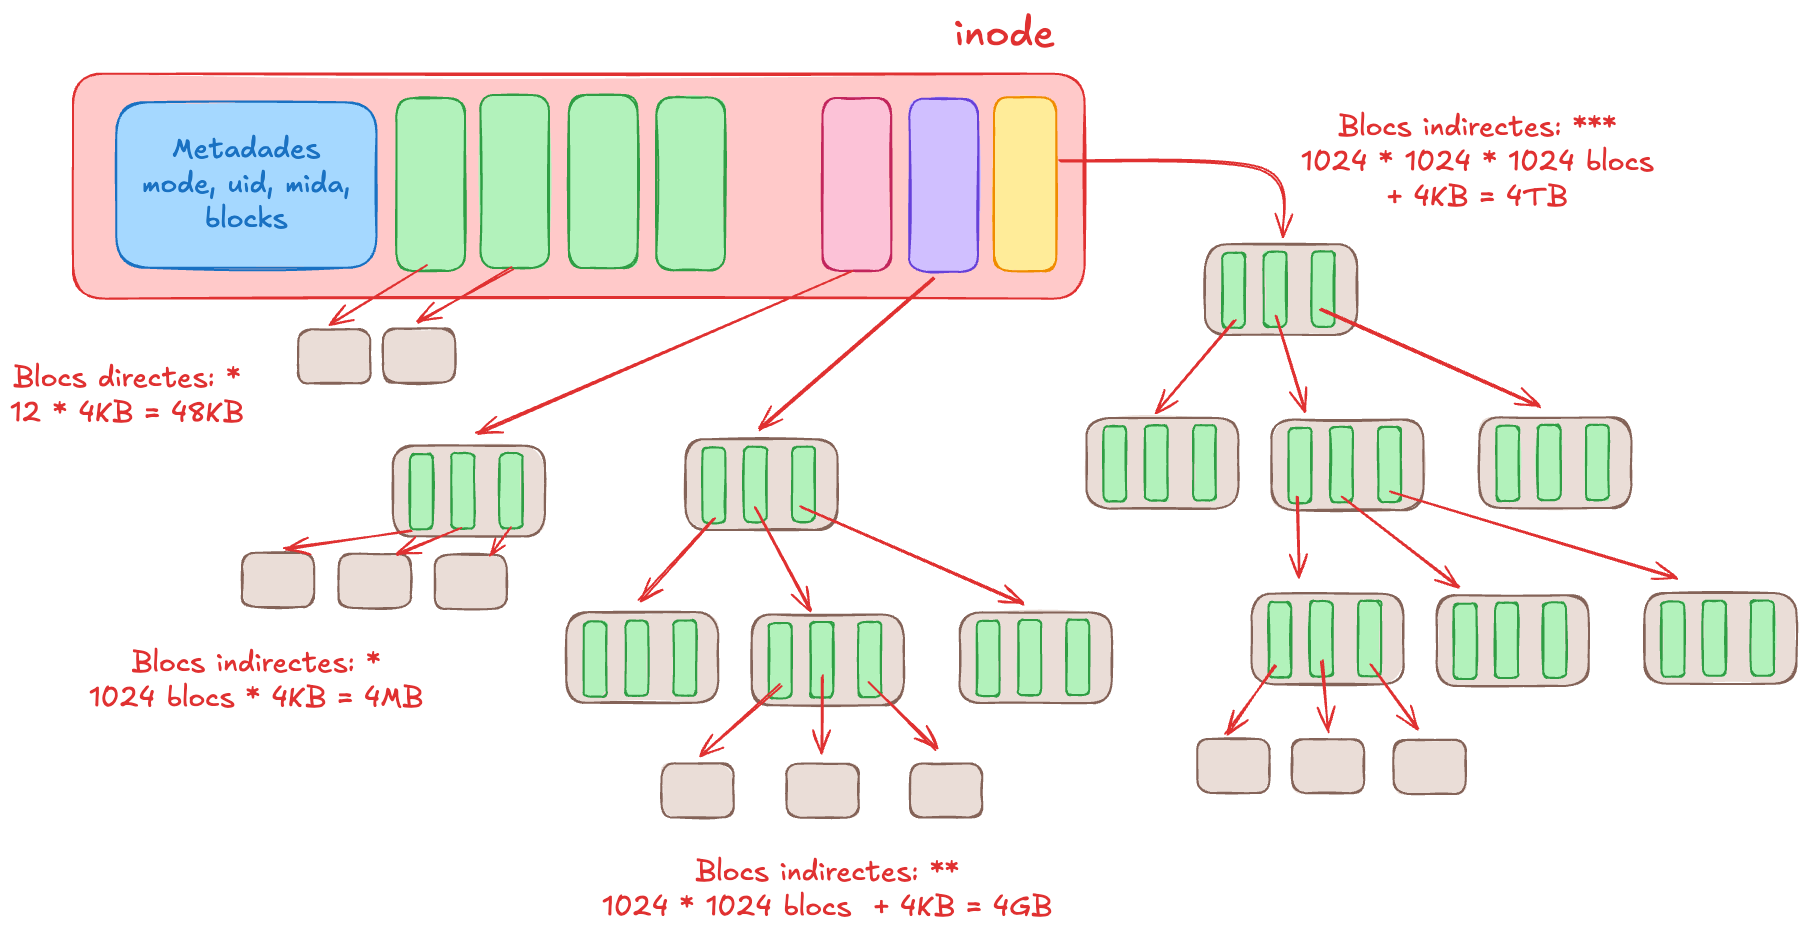 inode
Metadades
mode, uid, mida,
blocks
Blocs indirectes: ***
1024 * 1024 * 1024 blocs
+ 4KB = 4TB
Blocs directes: *
12 * 4KB = 48KB
Blocs indirectes: *
1024 blocs * 4KB = 4MB
Blocs indirectes: **
1024 * 1024 blocs + 4KB = 4GB